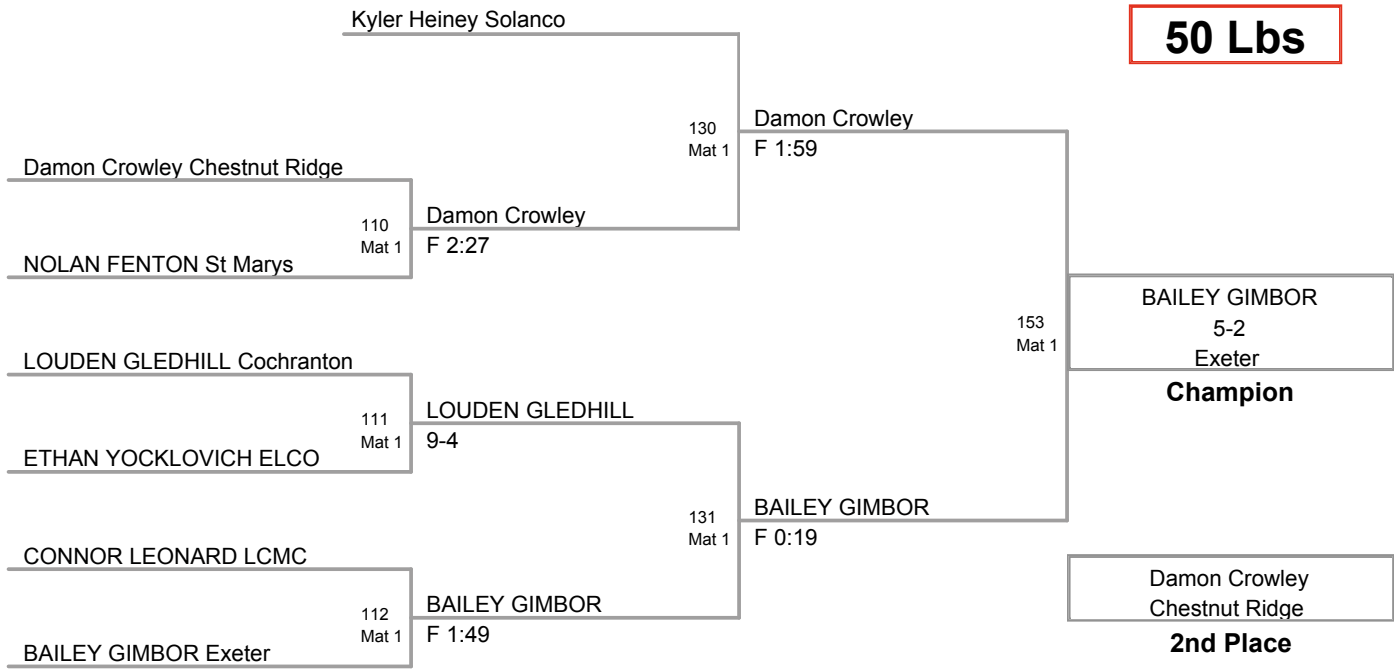 Kyler Heiney Solanco
50 Lbs
130
Mat 1
Damon Crowley
F 1:59
Damon Crowley Chestnut Ridge
110
Mat 1
Damon Crowley
F 2:27
NOLAN FENTON St Marys
153
Mat 1
BAILEY GIMBOR
5-2
Exeter
Champion
LOUDEN GLEDHILL Cochranton
111
Mat 1
LOUDEN GLEDHILL
9-4
ETHAN YOCKLOVICH ELCO
131
Mat 1
BAILEY GIMBOR
F 0:19
CONNOR LEONARD LCMC
112
Mat 1
BAILEY GIMBOR
F 1:49
BAILEY GIMBOR Exeter
Damon Crowley
Chestnut Ridge
2nd Place